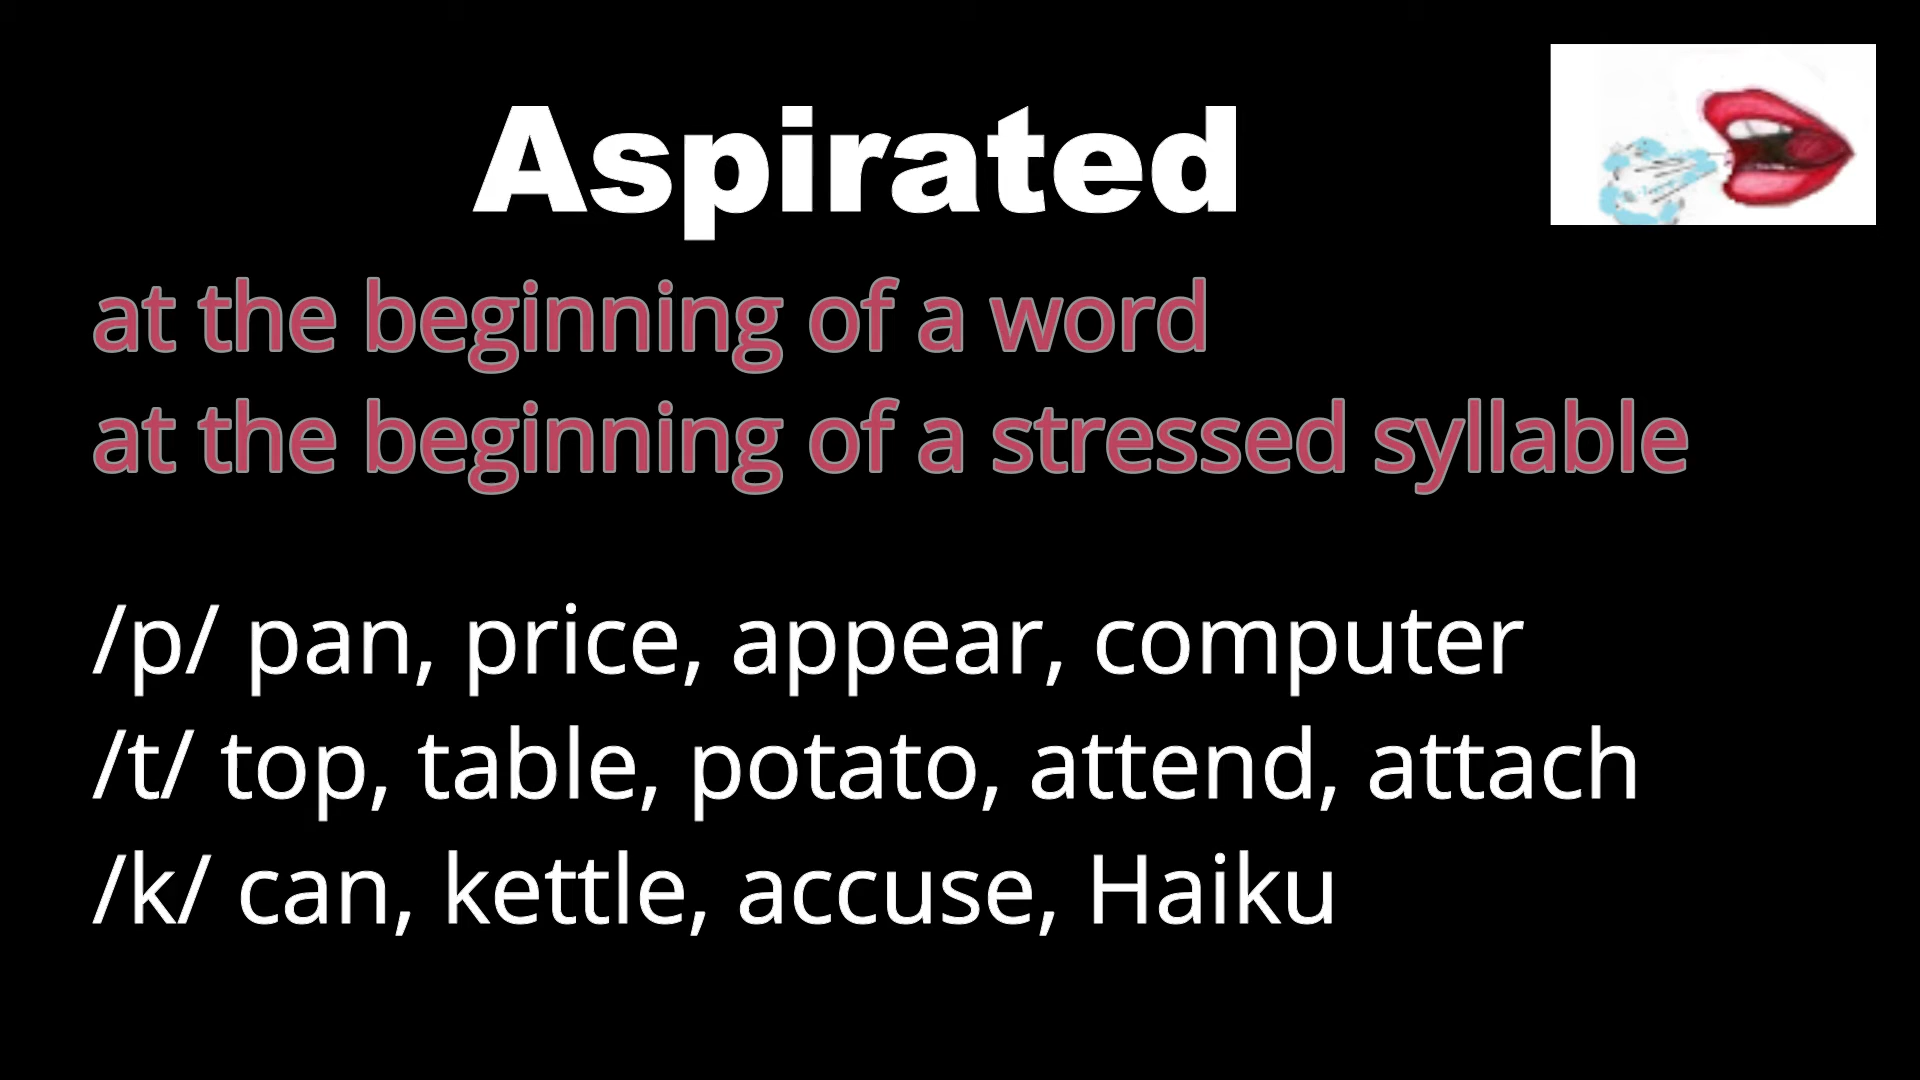 Aspirated
at the beginning of a word
at the beginning of a stressed syllable
/p/ pan, price, appear, computer
/t/ top, table, potato, attend, attach
/k/ can, kettle, accuse, Haiku